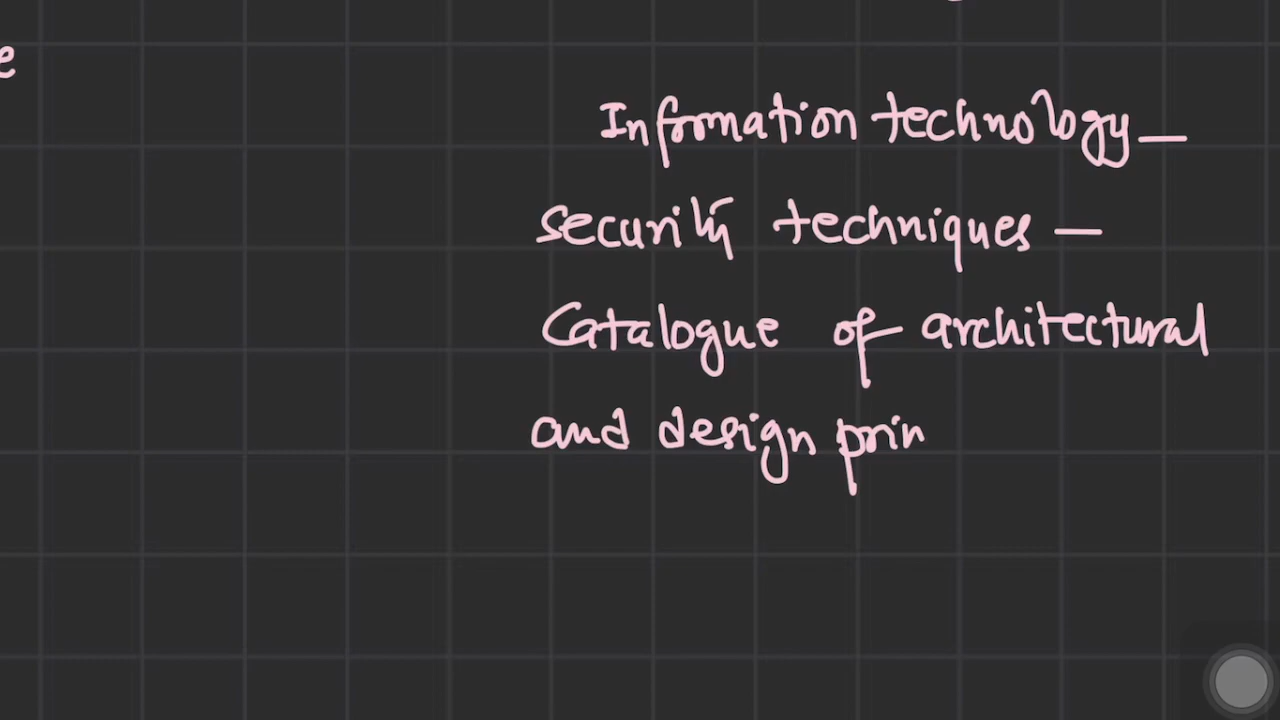 e
Information technology —
security techniques —
Catalogue of architectural
and design prin